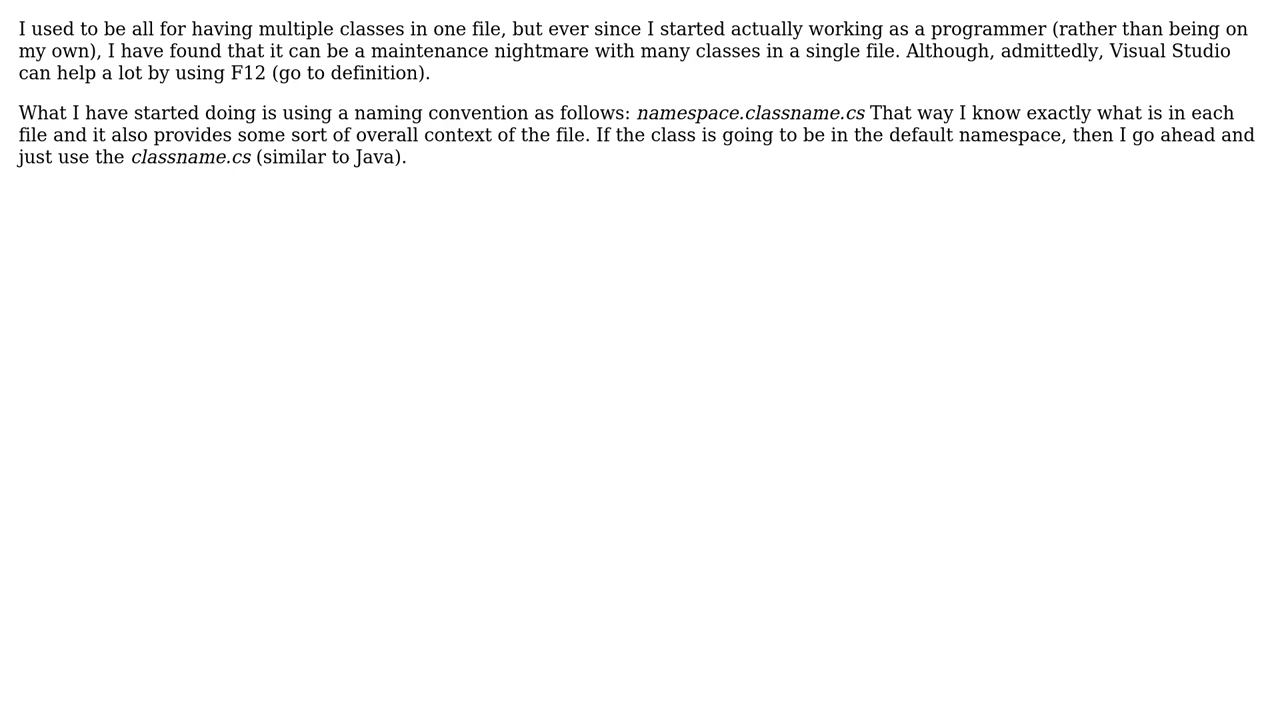 I used to be all for having multiple classes in one file, but ever since I started actually working as a programmer (rather than being on
my own), I have found that it can be a maintenance nightmare with many classes in a single file. Although, admittedly, Visual Studio
can help a lot by using F12 (go to definition).
What I have started doing is using a naming convention as follows: namespace.classname.cs That way I know exactly what is in each
file and it also provides some sort of overall context of the file. If the class is going to be in the default namespace, then I go ahead and
just use the classname.cs (similar to Java).